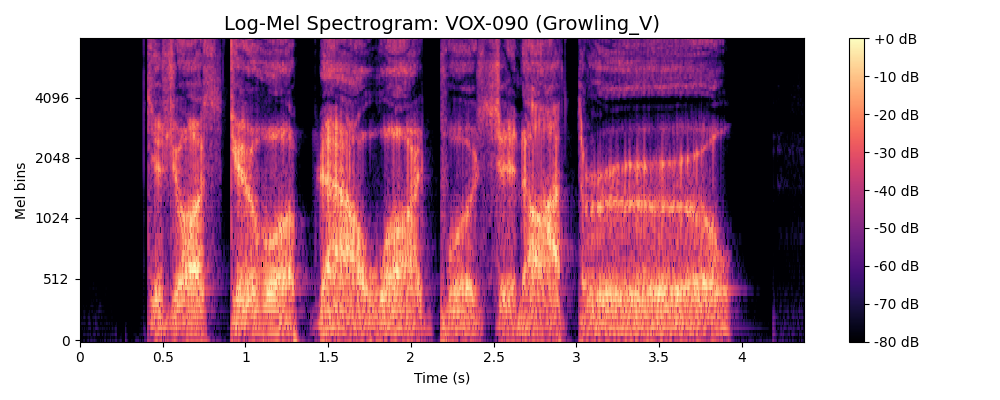 Log-Mel Spectrogram: VOX-090 (Growling_V)
Mel bins
4096
2048
1024
512
0
0 0.5 1 1.5 2 2.5 3 3.5 4
Time (s)
+0 dB
-10 dB
-20 dB
-30 dB
-40 dB
-50 dB
-60 dB
-70 dB
-80 dB